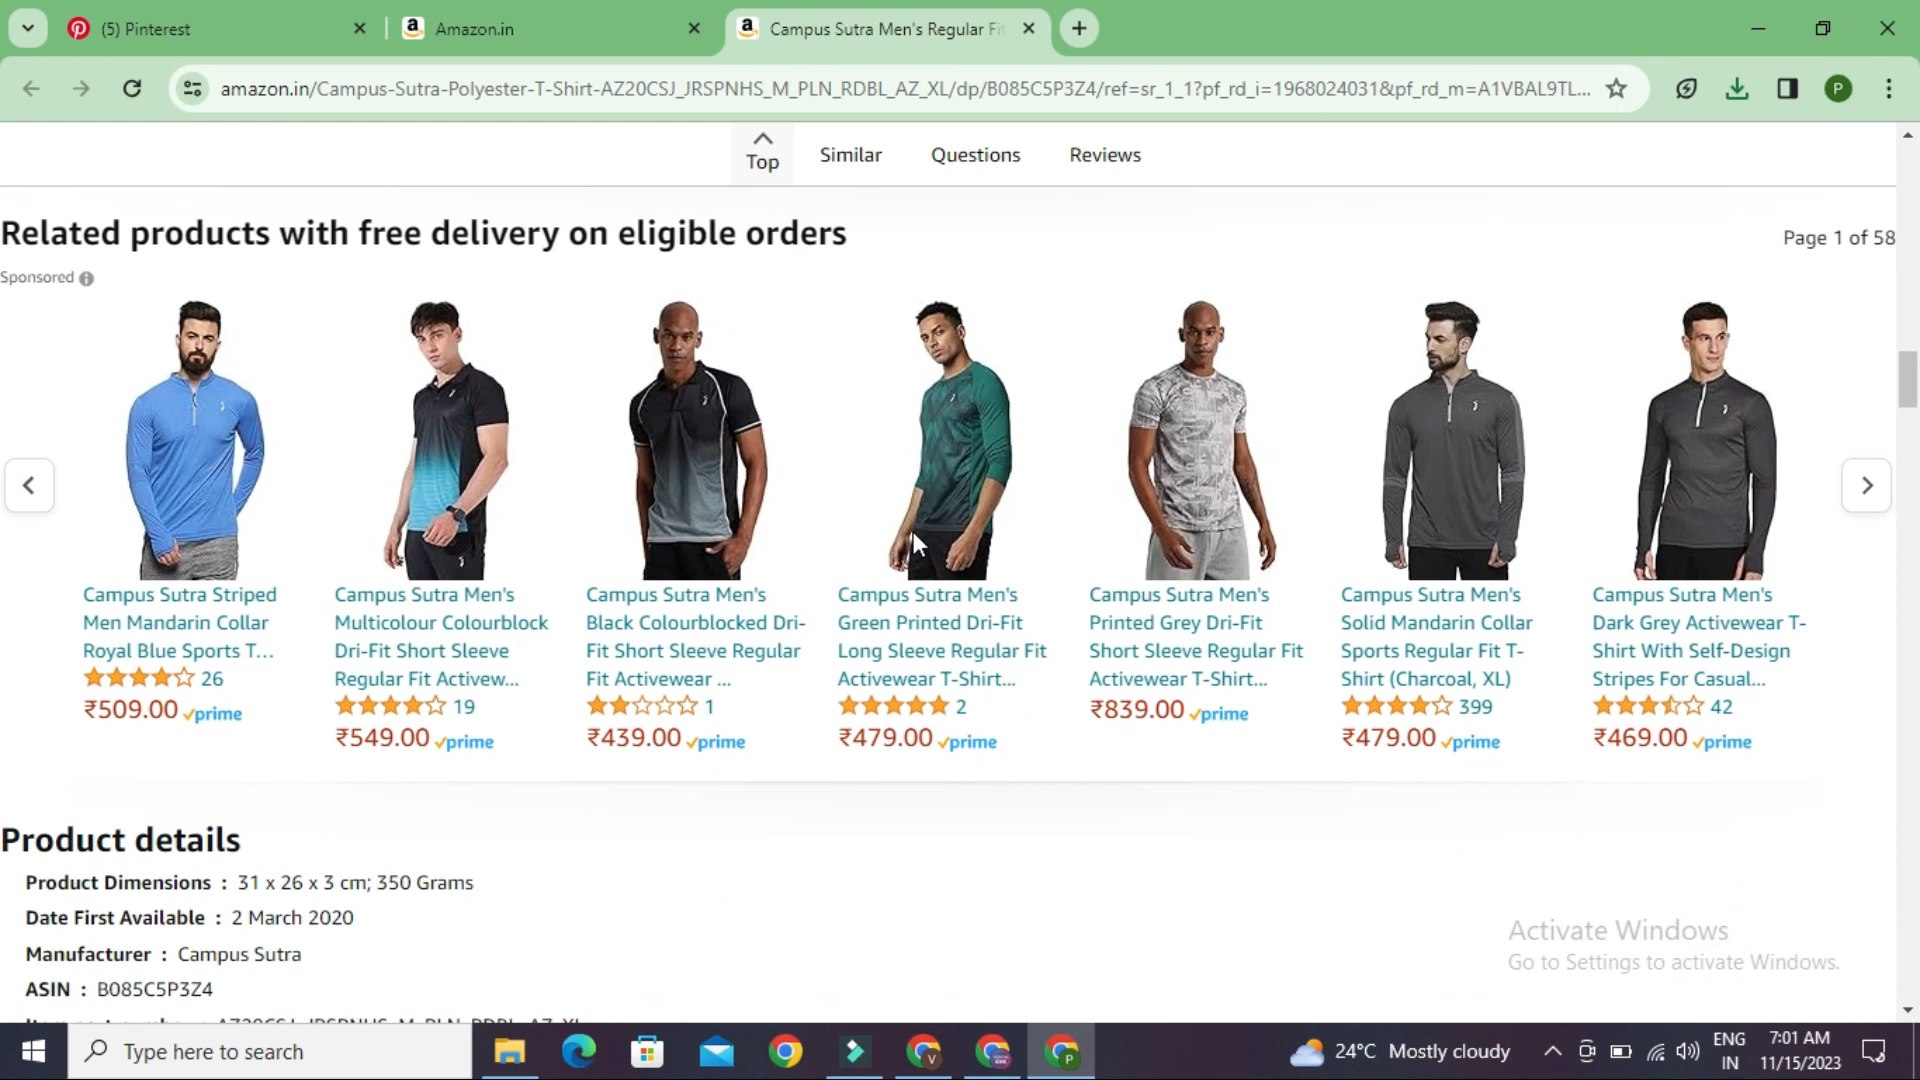 (5) Pinterest
Amazon.in
Campus Sutra Men's Regular Fi
amazon.in/Campus-Sutra-Polyester-T-Shirt-AZ20CSJ_JRSPNHS_M_PLN_RDBL_AZ_XL/dp/B085C5P3Z4/ref=sr_1_1?pf_rd_i=1968024031&pf_rd_m=A1VBAL9TL...
P
Top
Similar
Questions
Reviews
Related products with free delivery on eligible orders
Page 1 of 58
Sponsored
Campus Sutra Striped
Men Mandarin Collar
Royal Blue Sports T...
26
₹509.00 prime
Campus Sutra Men's
Multicolour Colourblock
Dri-Fit Short Sleeve
Regular Fit Activew...
19
₹549.00 prime
Campus Sutra Men's
Black Colourblocked Dri-
Fit Short Sleeve Regular
Fit Activewear ...
1
₹439.00 prime
Campus Sutra Men's
Green Printed Dri-Fit
Long Sleeve Regular Fit
Activewear T-Shirt...
2
₹479.00 prime
Campus Sutra Men's
Printed Grey Dri-Fit
Short Sleeve Regular Fit
Activewear T-Shirt...
₹839.00 prime
Campus Sutra Men's
Solid Mandarin Collar
Sports Regular Fit T-
Shirt (Charcoal, XL)
399
₹479.00 prime
Campus Sutra Men's
Dark Grey Activewear T-
Shirt With Self-Design
Stripes For Casual...
42
₹469.00 prime
Product details
Product Dimensions : 31 x 26 x 3 cm; 350 Grams
Date First Available : 2 March 2020
Manufacturer : Campus Sutra
ASIN : B085C5P3Z4
Activate Windows
Go to Settings to activate Windows.
Type here to search
V
P
24°C Mostly cloudy
ENG
IN
7:01 AM
11/15/2023